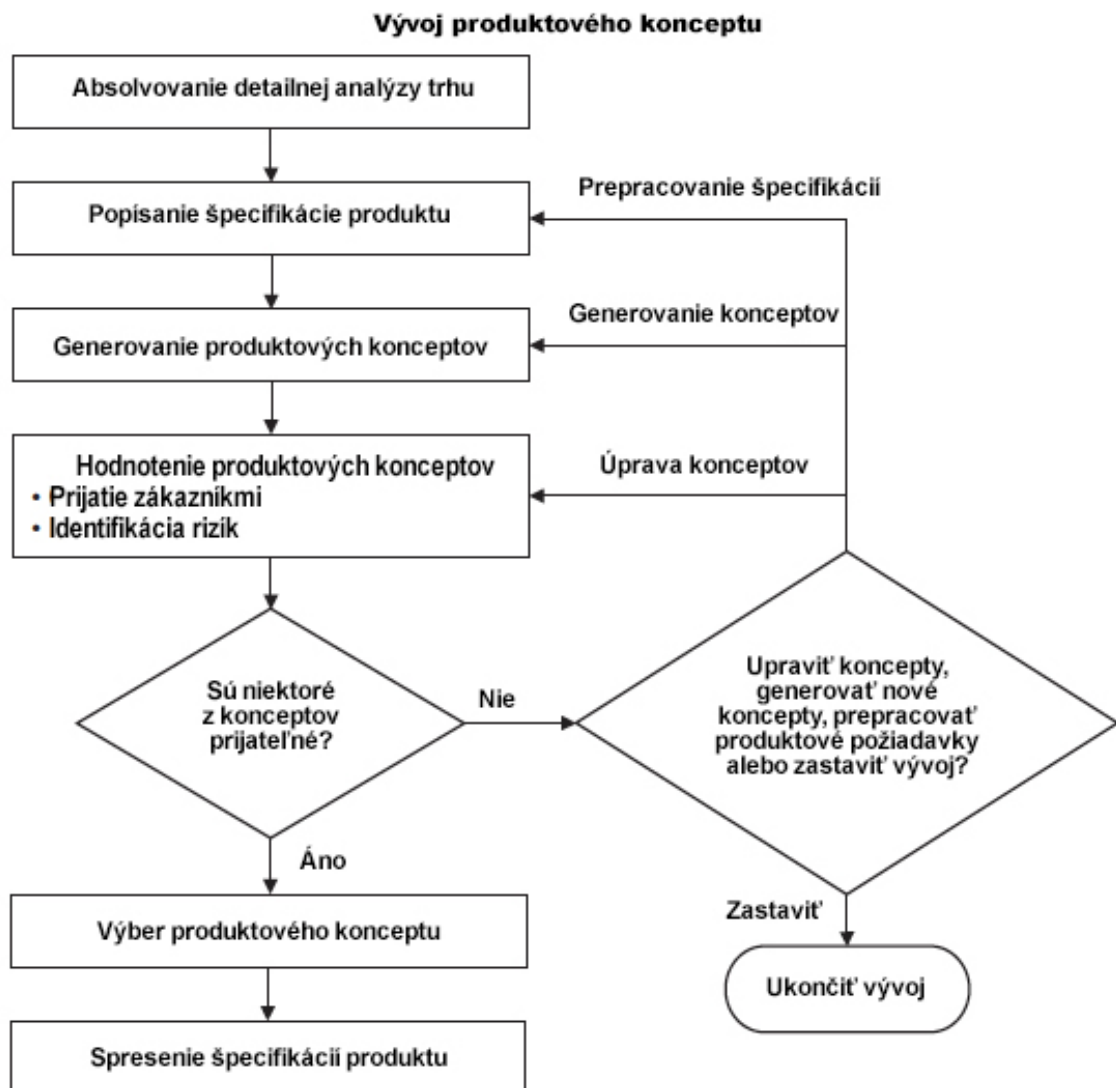 Vývoj produktového konceptu
Absolvovanie detailnej analýzy trhu
Popísanie špecifikácie produktu
Prepracovanie špecifikácií
Generovanie produktových konceptov
Generovanie konceptov
Hodnotenie produktových konceptov
• Prijatie zákaznikmi
• Identifikácia rizík
Úprava konceptov
Sú niektoré
z konceptov
prijateľné?
Nie
Upraviť koncepty,
generovať nové
koncepty, prepracovať
produktové požiadavky
alebo zastaviť vývoj?
Áno
Zastaviť
Výber produktového konceptu
Ukončiť vývoj
Spresenie špecifikácií produktu